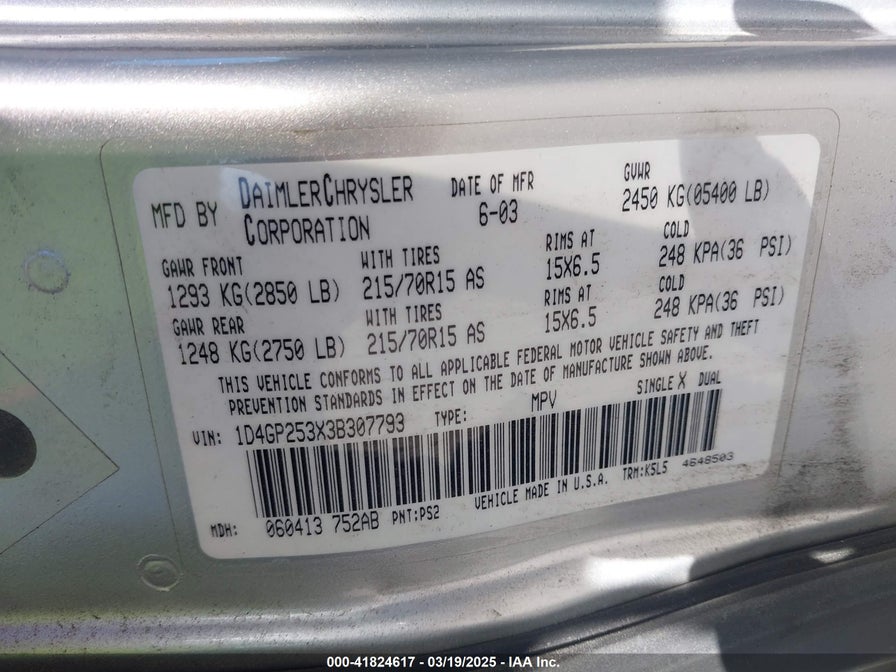 MFD BY DAIMLERCHRYSLER CORPORATION
DATE OF MFR 6-03
GVWR 2450 KG(05400 LB)
GAWR FRONT 1293 KG(2850 LB)
WITH TIRES 215/70R15 AS
RIMS AT 15X6.5
COLD 248 KPA(36 PSI)
GAWR REAR 1248 KG(2750 LB)
WITH TIRES 215/70R15 AS
RIMS AT 15X6.5
COLD 248 KPA(36 PSI)
THIS VEHICLE CONFORMS TO ALL APPLICABLE FEDERAL MOTOR VEHICLE SAFETY AND THEFT
PREVENTION STANDARDS IN EFFECT ON THE DATE OF MANUFACTURE SHOWN ABOVE.
VIN: 1D4GP253X3B307793 TYPE: MPV SINGLE X DUAL
MDH: 060413 752AB PNT:PS2 VEHICLE MADE IN U.S.A. TRM:K5L5 4648503
000-41824617 - 03/19/2025 - IAA Inc.